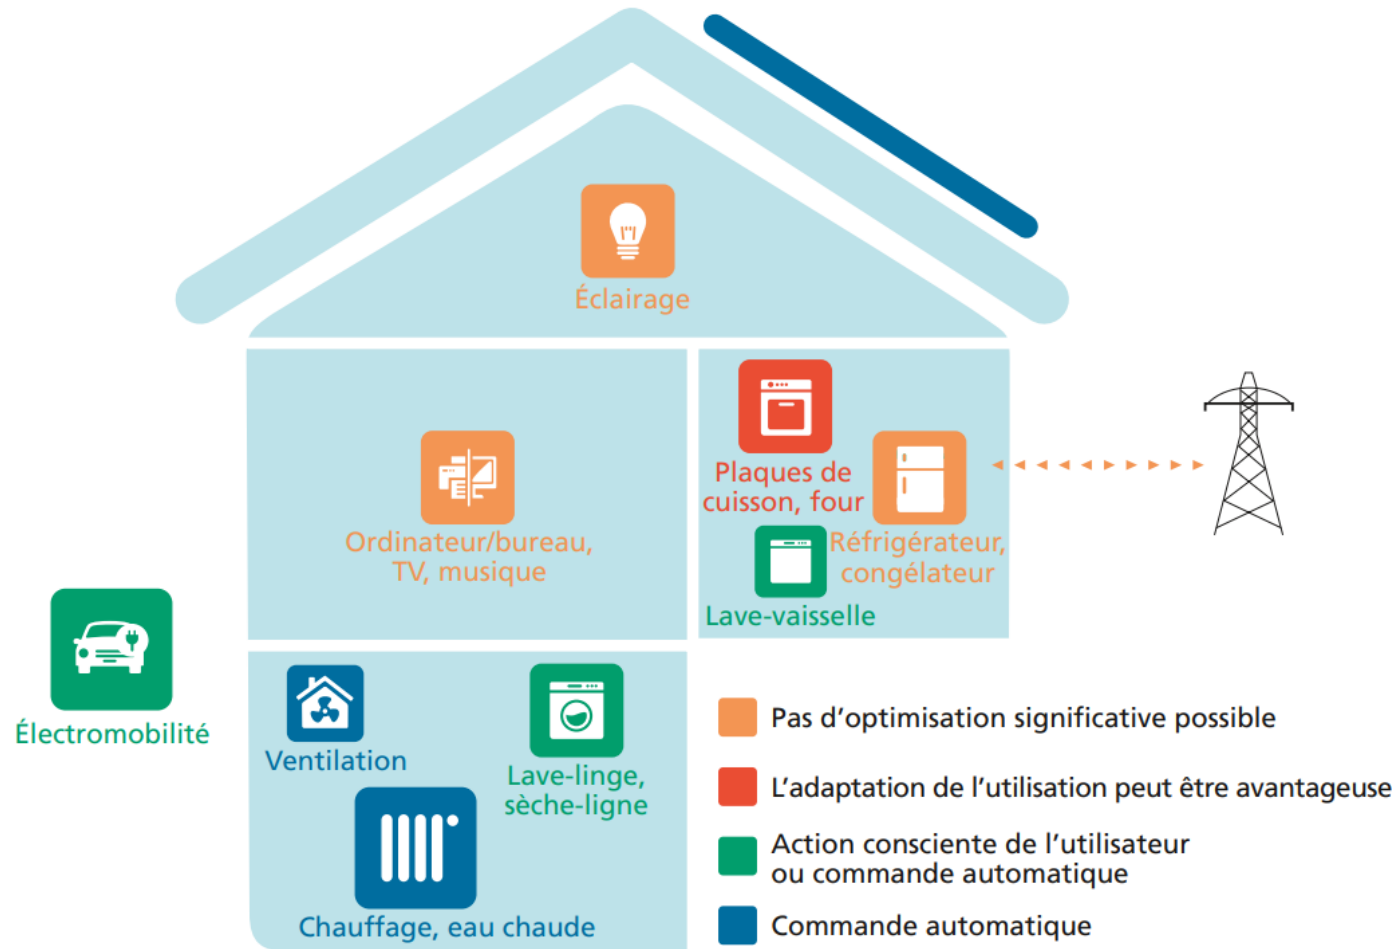 Éclairage
Plaques de
cuisson, four
Ordinateur/bureau,
TV, musique
Réfrigérateur,
congélateur
Lave-vaisselle
Électromobilité
Ventilation
Lave-linge,
sèche-ligne
Chauffage, eau chaude
Pas d’optimisation significative possible
L’adaptation de l’utilisation peut être avantageuse
Action consciente de l’utilisateur
ou commande automatique
Commande automatique